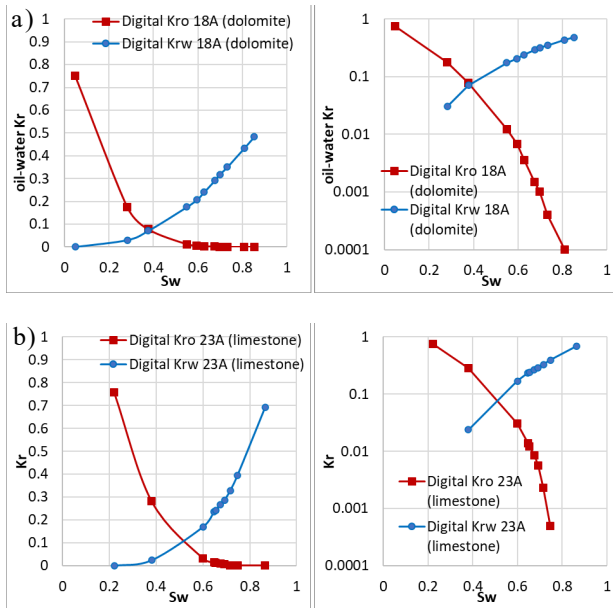 a)
Digital Kro 18A (dolomite)
Digital Krw 18A (dolomite)
oil-water Kr
1
0.9
0.8
0.7
0.6
0.5
0.4
0.3
0.2
0.1
0
0 0.2 0.4 0.6 0.8 1
Sw
oil-water Kr
1
0.1
0.01
0.001
0.0001
Digital Kro 18A
(dolomite)
Digital Krw 18A
(dolomite)
0 0.2 0.4 0.6 0.8 1
Sw
b)
Digital Kro 23A (limestone)
Digital Krw 23A (limestone)
Kr
1
0.9
0.8
0.7
0.6
0.5
0.4
0.3
0.2
0.1
0
0 0.2 0.4 0.6 0.8 1
Sw
Kr
1
0.1
0.01
0.001
0.0001
Digital Kro 23A
(limestone)
Digital Krw 23A
(limestone)
0 0.2 0.4 0.6 0.8 1
Sw